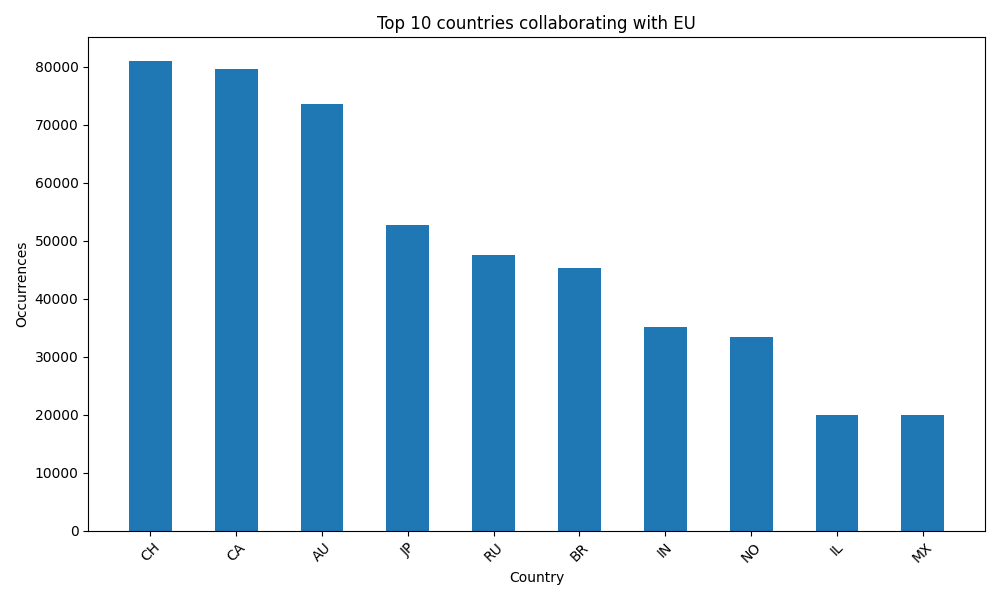 Top 10 countries collaborating with EU
80000
70000
60000
50000
40000
30000
20000
10000
0
Occurrences
CH CA AU JP RU BR IN NO IL MX
Country